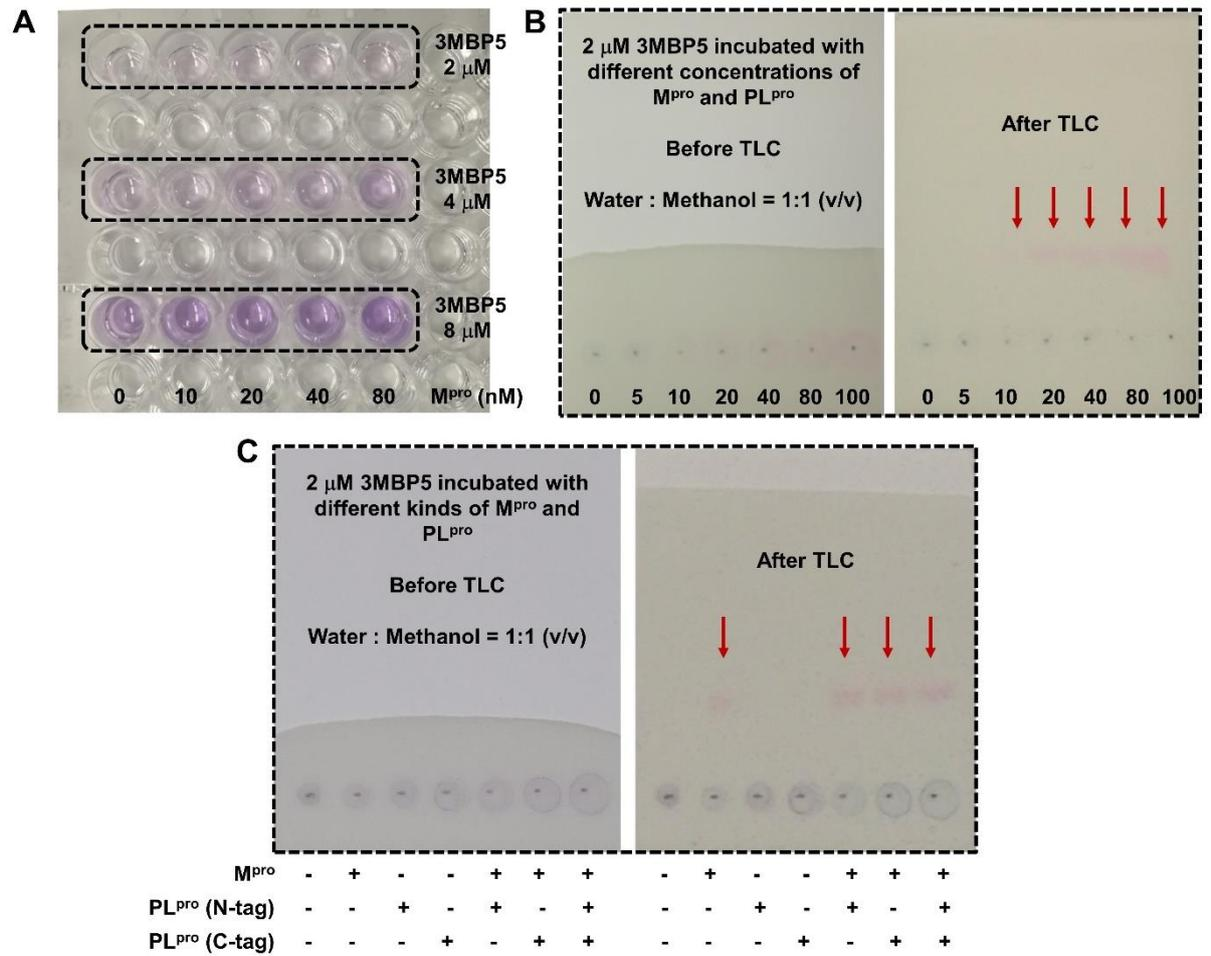 A
3MBP5
2 μM
3MBP5
4 μM
3MBP5
8 μM
0 10 20 40 80 Mᵖʳᵒ (nM)
B
2 μM 3MBP5 incubated with
different concentrations of
Mᵖʳᵒ and PLᵖʳᵒ
Before TLC
Water : Methanol = 1:1 (v/v)
0 5 10 20 40 80 100
After TLC
0 5 10 20 40 80 100
C
2 μM 3MBP5 incubated with
different kinds of Mᵖʳᵒ and
PLᵖʳᵒ
Before TLC
Water : Methanol = 1:1 (v/v)
After TLC
Mᵖʳᵒ - + - - + + + - + - - + + +
PLᵖʳᵒ (N-tag) - - + - + - + - - + - + - +
PLᵖʳᵒ (C-tag) - - - + - + + - - - + - + +